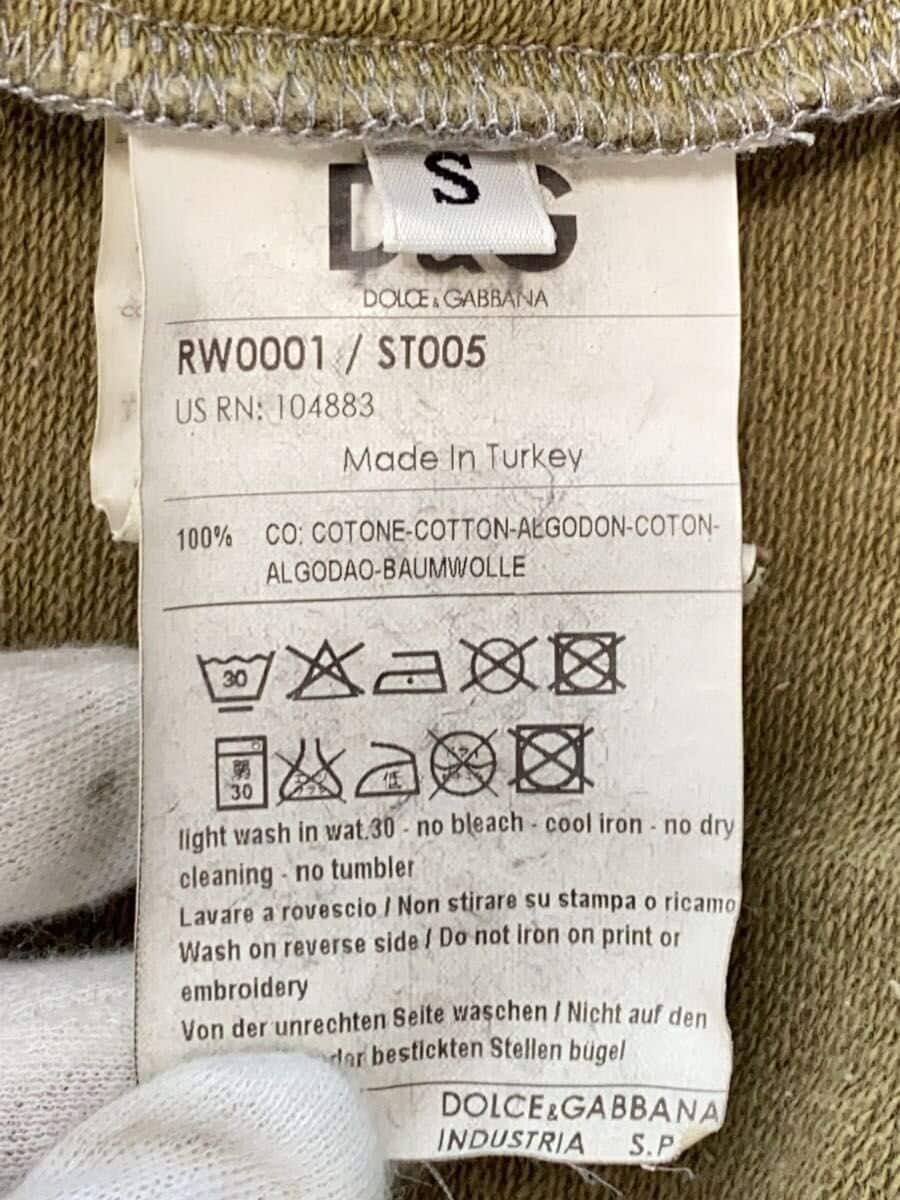 S
D&G
DOLCE & GABBANA
RW0001 / ST005
US RN: 104883
Made In Turkey
100% CO: COTONE-COTTON-ALGODON-COTON-
ALGODAO-BAUMWOLLE
30
弱
30
低
light wash in wat.30 - no bleach - cool iron - no dry
cleaning - no tumbler
Lavare a rovescio / Non stirare su stampa o ricamo
Wash on reverse side / Do not iron on print or
embroidery
Von der unrechten Seite waschen / Nicht auf den
bestickten Stellen bügel
DOLCE&GABBANA
INDUSTRIA S.P